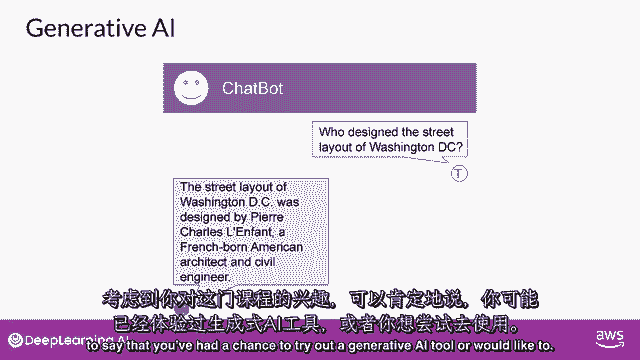 Generative AI
ChatBot
Who designed the street
layout of Washington DC?
T
The street layout of
Washington D.C. was
designed by Pierre
Charles L'Enfant, a
French-born American
architect and civil
engineer.
考虑到你对这门课程的兴趣，可以肯定地说，你可能
已经体验过生成式AI工具，或者你想尝试去使用。
to say that you've had a chance to try out a generative AI tool or would like to.
DeepLearning.AI
aws